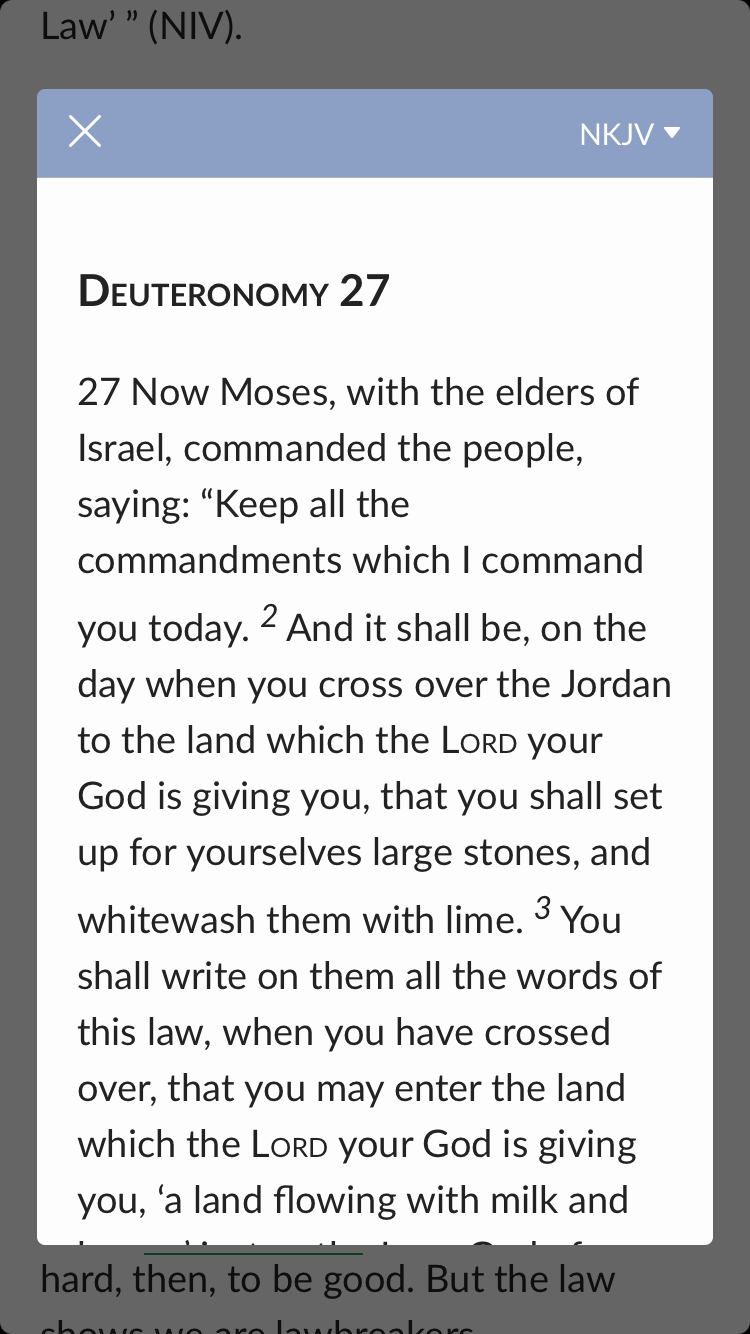 Law’ ” (NIV).
NKJV
DEUTERONOMY 27
27 Now Moses, with the elders of
Israel, commanded the people,
saying: “Keep all the
commandments which I command
you today. 2 And it shall be, on the
day when you cross over the Jordan
to the land which the LORD your
God is giving you, that you shall set
up for yourselves large stones, and
whitewash them with lime. 3 You
shall write on them all the words of
this law, when you have crossed
over, that you may enter the land
which the LORD your God is giving
you, ‘a land flowing with milk and
hard, then, to be good. But the law
shows we are lawbreakers